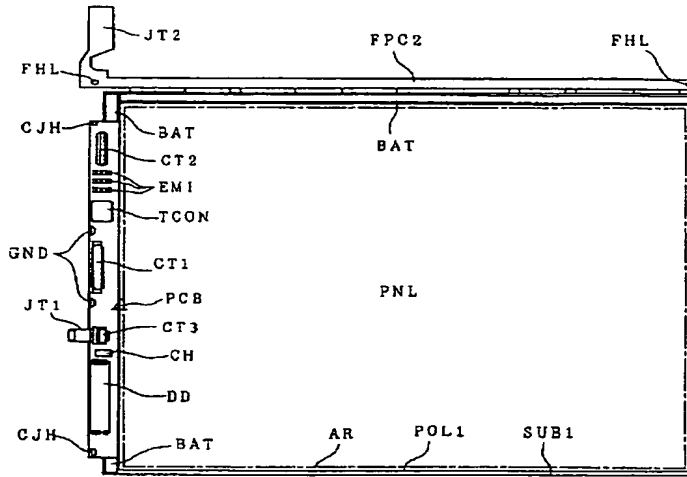 JT2
FPC2
FHL
FHL
CJH
BAT
BAT
CT2
EMI
TCON
GND
CT1
PNL
PCB
JT1
CT3
CH
DD
CJH
BAT
AR
POL1
SUB1